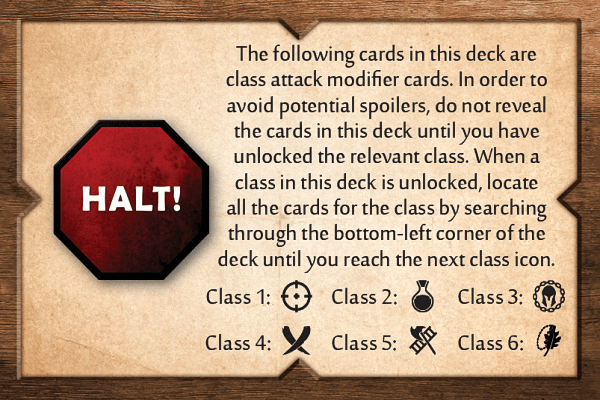 The following cards in this deck are
class attack modifier cards. In order to
avoid potential spoilers, do not reveal
the cards in this deck until you have
unlocked the relevant class. When a
class in this deck is unlocked, locate
all the cards for the class by searching
through the bottom-left corner of the
deck until you reach the next class icon.
HALT!
Class 1: Class 2: Class 3:
Class 4: Class 5: Class 6: